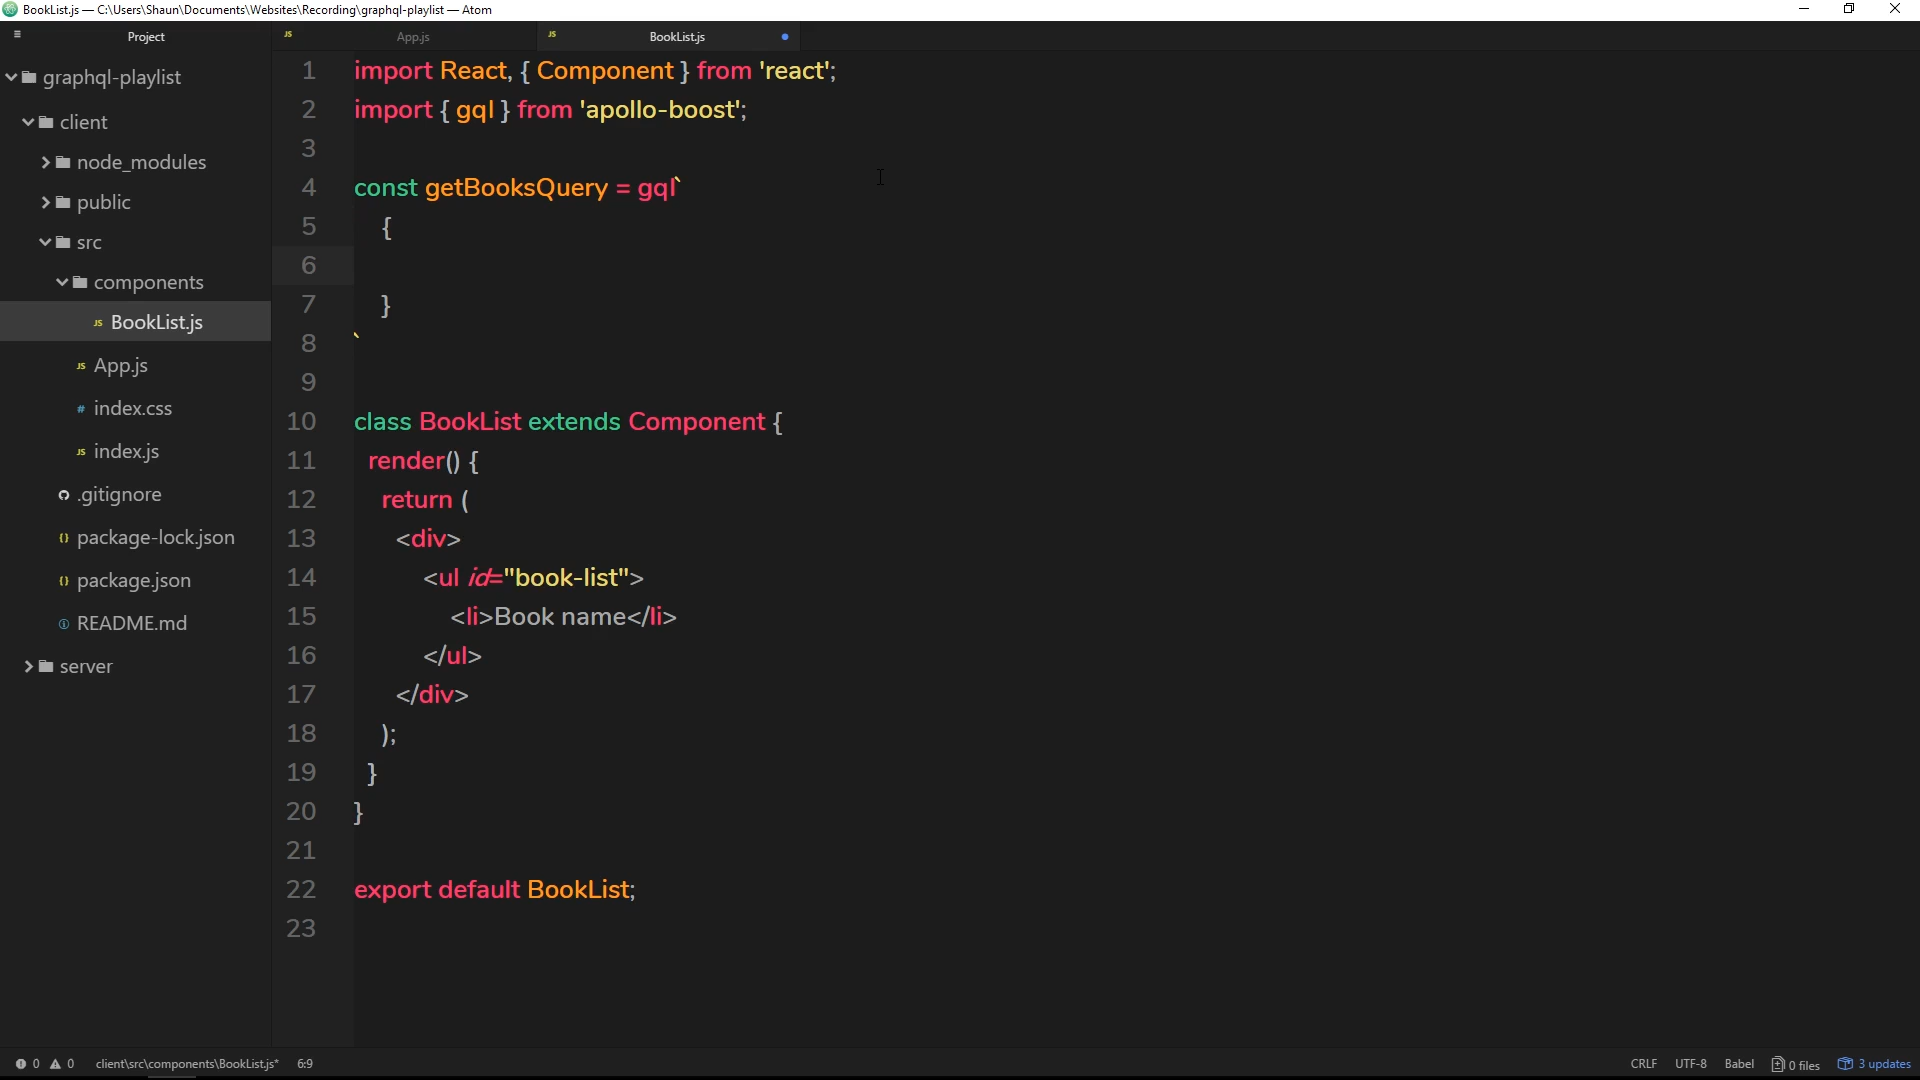 BookList.js — C:\Users\Shaun\Documents\Websites\Recording\graphql-playlist — Atom
Project
JS App.js
JS BookList.js
graphql-playlist
client
node_modules
public
src
components
JS BookList.js
JS App.js
# index.css
JS index.js
.gitignore
{} package-lock.json
{} package.json
README.md
server
1 import React, { Component } from 'react';
2 import { gql } from 'apollo-boost';
3
4 const getBooksQuery = gql`
5 {
6
7 }
8 `
9
10 class BookList extends Component {
11 render() {
12 return (
13 <div>
14 <ul id="book-list">
15 <li>Book name</li>
16 </ul>
17 </div>
18 );
19 }
20 }
21
22 export default BookList;
23
0 0 client\src\components\BookList.js* 6:9 CRLF UTF-8 Babel 0 files 3 updates